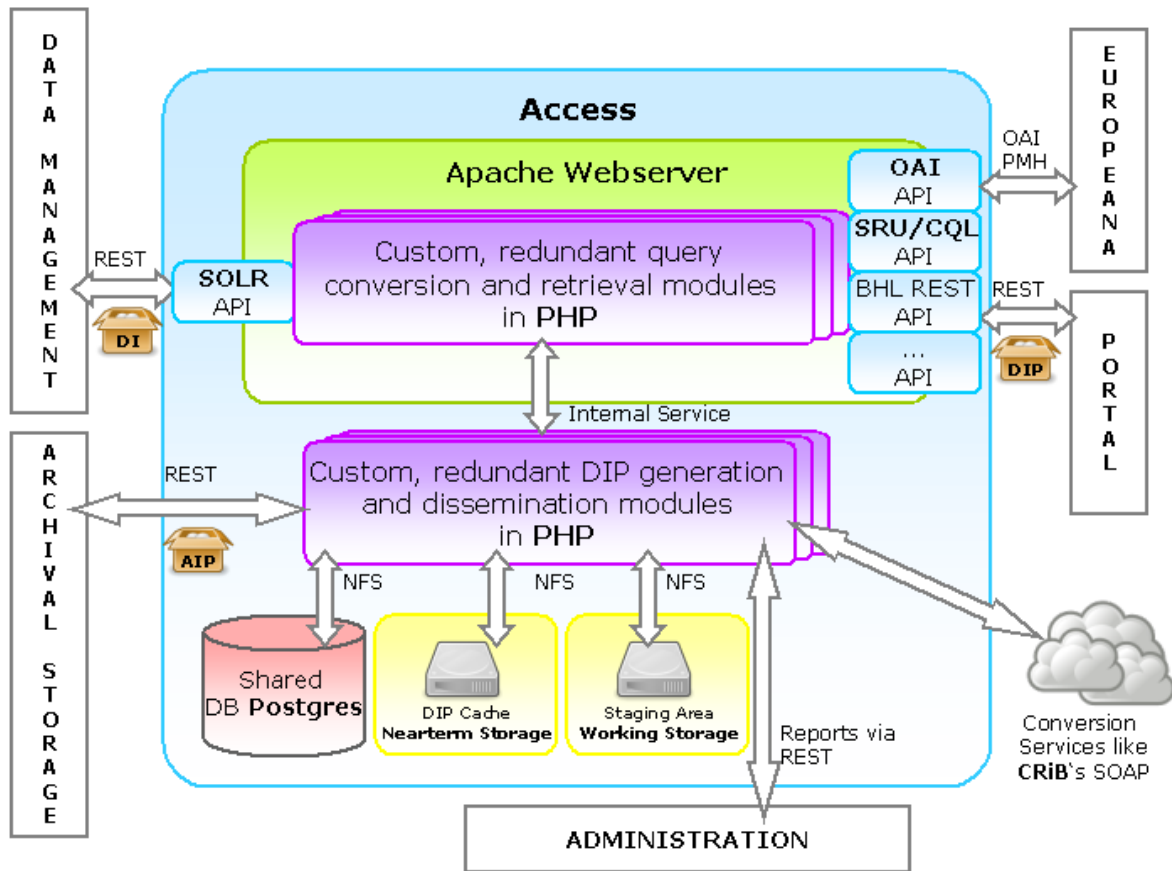 DATA MANAGEMENT
ARCHIVAL STORAGE
EUROPEANA
PORTAL
Access
Apache Webserver
OAI
API
SRU/CQL
API
BHL REST
API
...
API
OAI
PMH
REST
DIP
REST
DI
SOLR
API
Custom, redundant query
conversion and retrieval modules
in PHP
Internal Service
Custom, redundant DIP generation
and dissemination modules
in PHP
REST
AIP
NFS
NFS
NFS
Shared
DB Postgres
DIP Cache
Nearterm Storage
Staging Area
Working Storage
Reports via
REST
Conversion
Services like
CRiB's SOAP
ADMINISTRATION